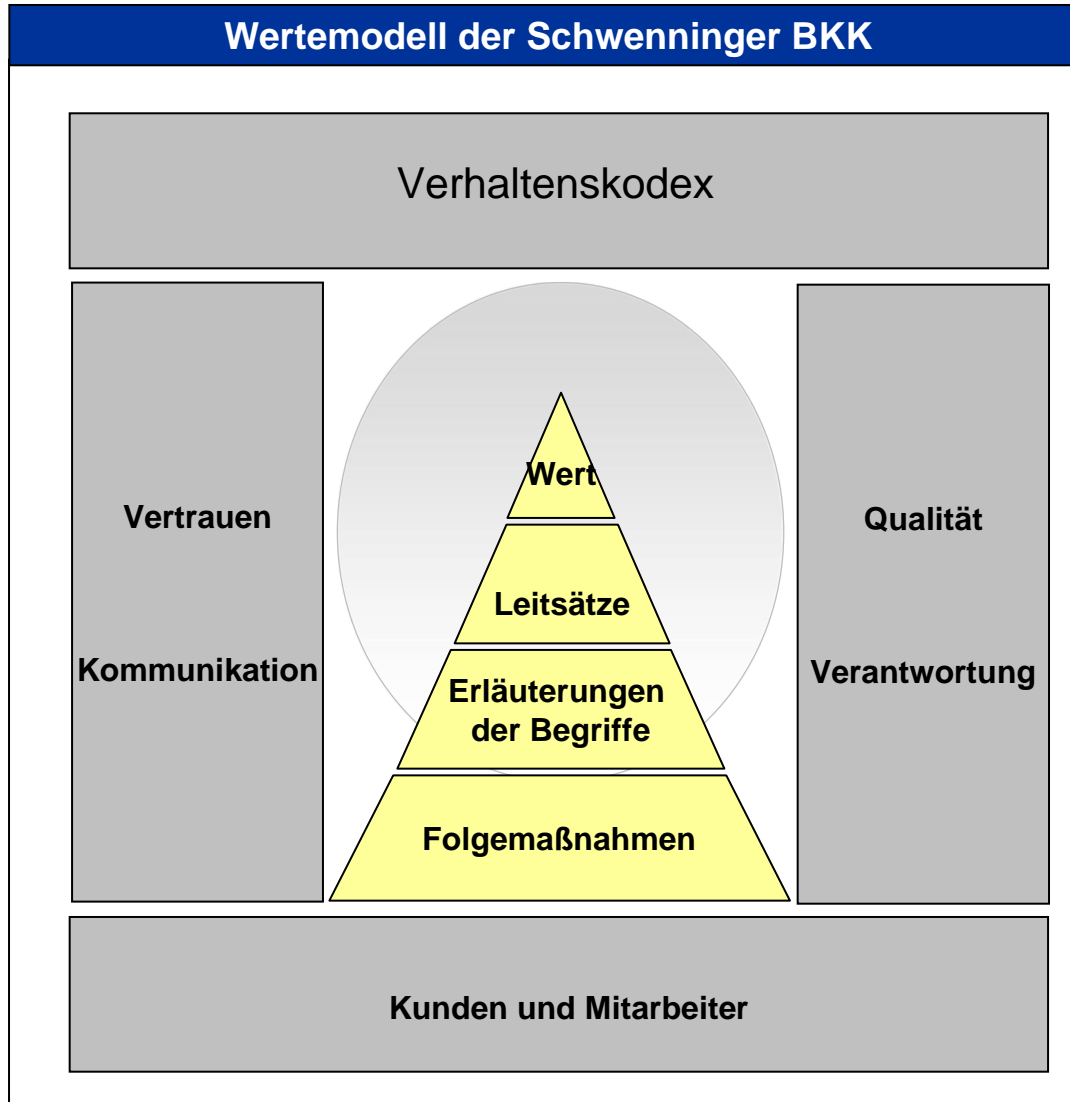 Wertemodell der Schwenninger BKK
Verhaltenskodex
Vertrauen
Kommunikation
Wert
Leitsätze
Erläuterungen
der Begriffe
Folgemaßnahmen
Qualität
Verantwortung
Kunden und Mitarbeiter